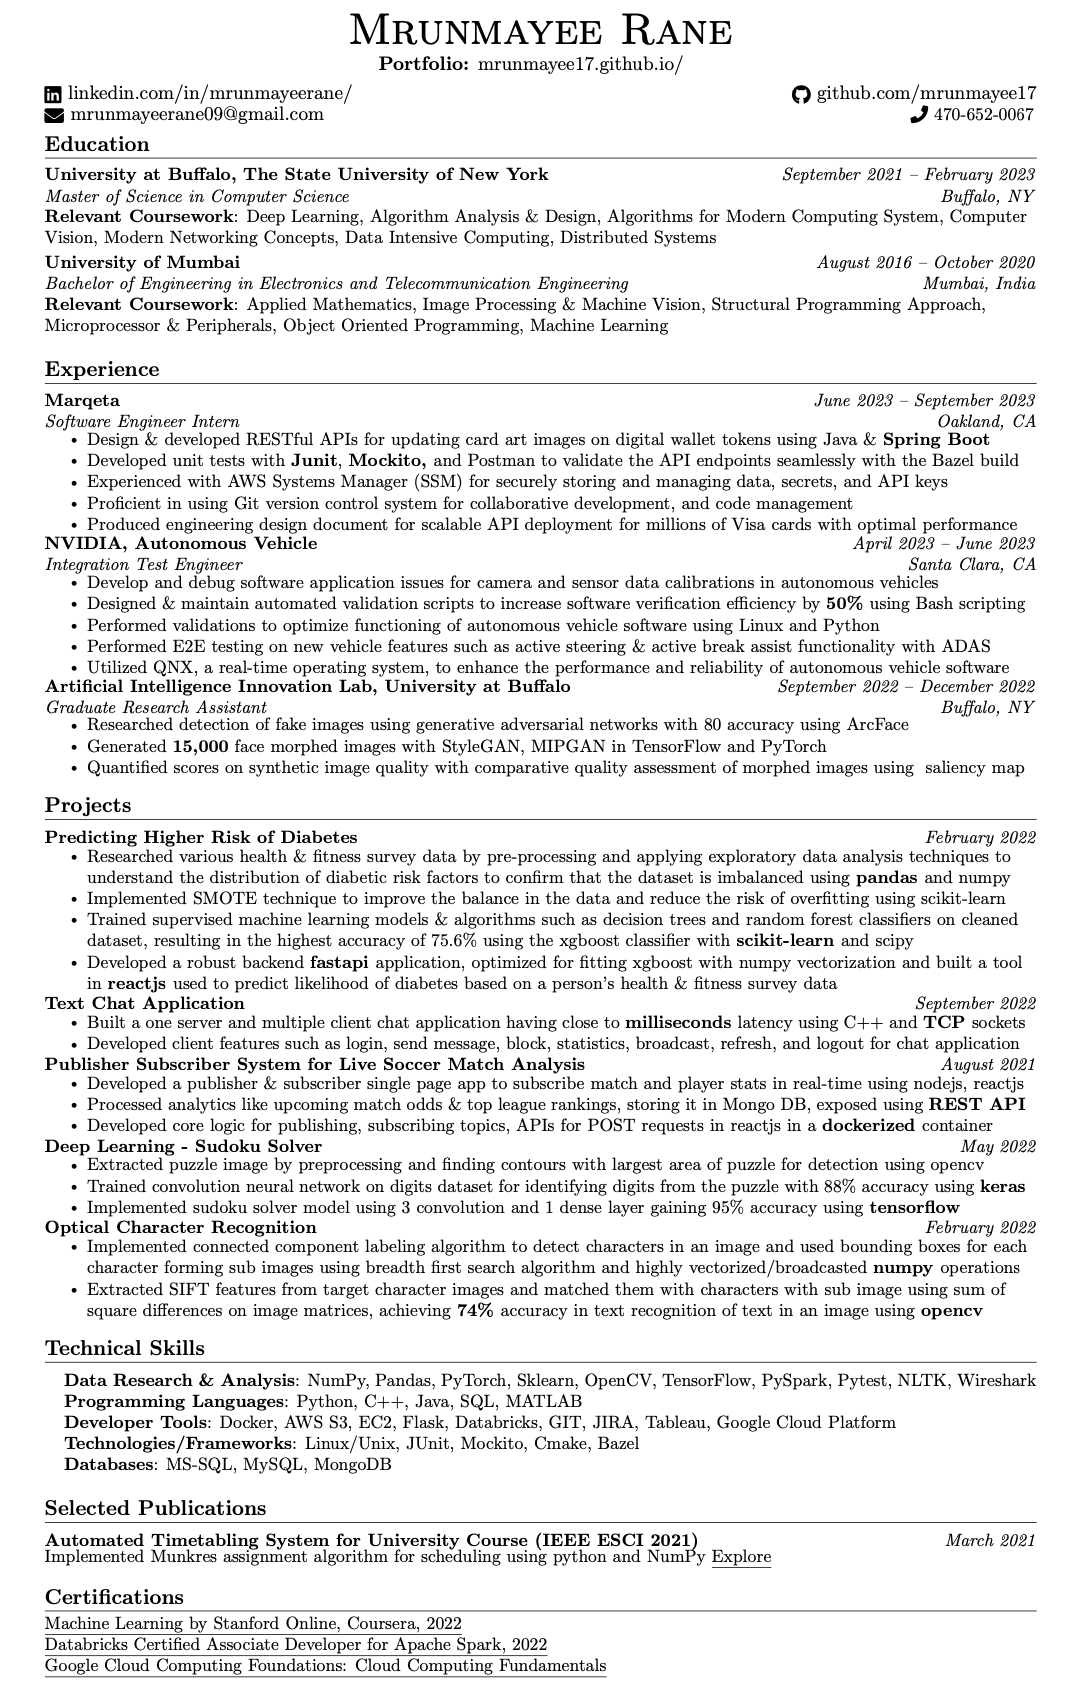 Mrunmayee Rane
Portfolio: mrunmayee17.github.io/
linkedin.com/in/mrunmayeerane/ github.com/mrunmayee17
mrunmayeerane09@gmail.com 470-652-0067
Education
University at Buffalo, The State University of New York September 2021 – February 2023
Master of Science in Computer Science Buffalo, NY
Relevant Coursework: Deep Learning, Algorithm Analysis & Design, Algorithms for Modern Computing System, Computer
Vision, Modern Networking Concepts, Data Intensive Computing, Distributed Systems
University of Mumbai August 2016 – October 2020
Bachelor of Engineering in Electronics and Telecommunication Engineering Mumbai, India
Relevant Coursework: Applied Mathematics, Image Processing & Machine Vision, Structural Programming Approach,
Microprocessor & Peripherals, Object Oriented Programming, Machine Learning
Experience
Marqeta June 2023 – September 2023
Software Engineer Intern Oakland, CA
• Design & developed RESTful APIs for updating card art images on digital wallet tokens using Java & Spring Boot
• Developed unit tests with Junit, Mockito, and Postman to validate the API endpoints seamlessly with the Bazel build
• Experienced with AWS Systems Manager (SSM) for securely storing and managing data, secrets, and API keys
• Proficient in using Git version control system for collaborative development, and code management
• Produced engineering design document for scalable API deployment for millions of Visa cards with optimal performance
NVIDIA, Autonomous Vehicle April 2023 – June 2023
Integration Test Engineer Santa Clara, CA
• Develop and debug software application issues for camera and sensor data calibrations in autonomous vehicles
• Designed & maintain automated validation scripts to increase software verification efficiency by 50% using Bash scripting
• Performed validations to optimize functioning of autonomous vehicle software using Linux and Python
• Performed E2E testing on new vehicle features such as active steering & active break assist functionality with ADAS
• Utilized QNX, a real-time operating system, to enhance the performance and reliability of autonomous vehicle software
Artificial Intelligence Innovation Lab, University at Buffalo September 2022 – December 2022
Graduate Research Assistant Buffalo, NY
• Researched detection of fake images using generative adversarial networks with 80 accuracy using ArcFace
• Generated 15,000 face morphed images with StyleGAN, MIPGAN in TensorFlow and PyTorch
• Quantified scores on synthetic image quality with comparative quality assessment of morphed images using saliency map
Projects
Predicting Higher Risk of Diabetes February 2022
• Researched various health & fitness survey data by pre-processing and applying exploratory data analysis techniques to
understand the distribution of diabetic risk factors to confirm that the dataset is imbalanced using pandas and numpy
• Implemented SMOTE technique to improve the balance in the data and reduce the risk of overfitting using scikit-learn
• Trained supervised machine learning models & algorithms such as decision trees and random forest classifiers on cleaned
dataset, resulting in the highest accuracy of 75.6% using the xgboost classifier with scikit-learn and scipy
• Developed a robust backend fastapi application, optimized for fitting xgboost with numpy vectorization and built a tool
in reactjs used to predict likelihood of diabetes based on a person's health & fitness survey data
Text Chat Application September 2022
• Built a one server and multiple client chat application having close to milliseconds latency using C++ and TCP sockets
• Developed client features such as login, send message, block, statistics, broadcast, refresh, and logout for chat application
Publisher Subscriber System for Live Soccer Match Analysis August 2021
• Developed a publisher & subscriber single page app to subscribe match and player stats in real-time using nodejs, reactjs
• Processed analytics like upcoming match odds & top league rankings, storing it in Mongo DB, exposed using REST API
• Developed core logic for publishing, subscribing topics, APIs for POST requests in reactjs in a dockerized container
Deep Learning - Sudoku Solver May 2022
• Extracted puzzle image by preprocessing and finding contours with largest area of puzzle for detection using opencv
• Trained convolution neural network on digits dataset for identifying digits from the puzzle with 88% accuracy using keras
• Implemented sudoku solver model using 3 convolution and 1 dense layer gaining 95% accuracy using tensorflow
Optical Character Recognition February 2022
• Implemented connected component labeling algorithm to detect characters in an image and used bounding boxes for each
character forming sub images using breadth first search algorithm and highly vectorized/broadcasted numpy operations
• Extracted SIFT features from target character images and matched them with characters with sub image using sum of
square differences on image matrices, achieving 74% accuracy in text recognition of text in an image using opencv
Technical Skills
Data Research & Analysis: NumPy, Pandas, PyTorch, Sklearn, OpenCV, TensorFlow, PySpark, Pytest, NLTK, Wireshark
Programming Languages: Python, C++, Java, SQL, MATLAB
Developer Tools: Docker, AWS S3, EC2, Flask, Databricks, GIT, JIRA, Tableau, Google Cloud Platform
Technologies/Frameworks: Linux/Unix, JUnit, Mockito, Cmake, Bazel
Databases: MS-SQL, MySQL, MongoDB
Selected Publications
Automated Timetabling System for University Course (IEEE ESCI 2021) March 2021
Implemented Munkres assignment algorithm for scheduling using python and NumPy Explore
Certifications
Machine Learning by Stanford Online, Coursera, 2022
Databricks Certified Associate Developer for Apache Spark, 2022
Google Cloud Computing Foundations: Cloud Computing Fundamentals